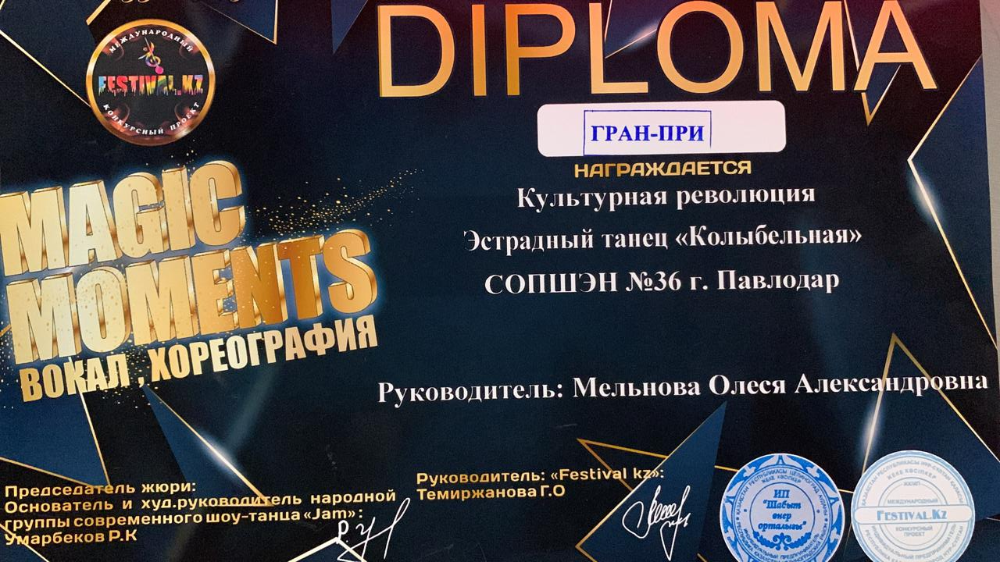 DIPLOMA
МЕЖДУНАРОДНЫЙ
FESTIVAL.KZ
КОНКУРСНЫЙ ПРОЕКТ
ГРАН-ПРИ
НАГРАЖДАЕТСЯ
Культурная революция
Эстрадный танец «Колыбельная»
СОПШЭН №36 г. Павлодар
MAGIC
MOMENTS
ВОКАЛ , ХОРЕОГРАФИЯ
Руководитель: Мельнова Олеся Александровна
Председатель жюри:
Основатель и худ.руководитель народной
группы современного шоу-танца «Jam»:
Умарбеков Р.К
Руководитель: «Festival kz»:
Темиржанова Г.О
ИП
"Шабыт
өнер
орталығы"
ЖЕКЕ КӘСІПКЕР
МЕЖДУНАРОДНЫЙ
FESTIVAL.KZ
КОНКУРСНЫЙ
ПРОЕКТ